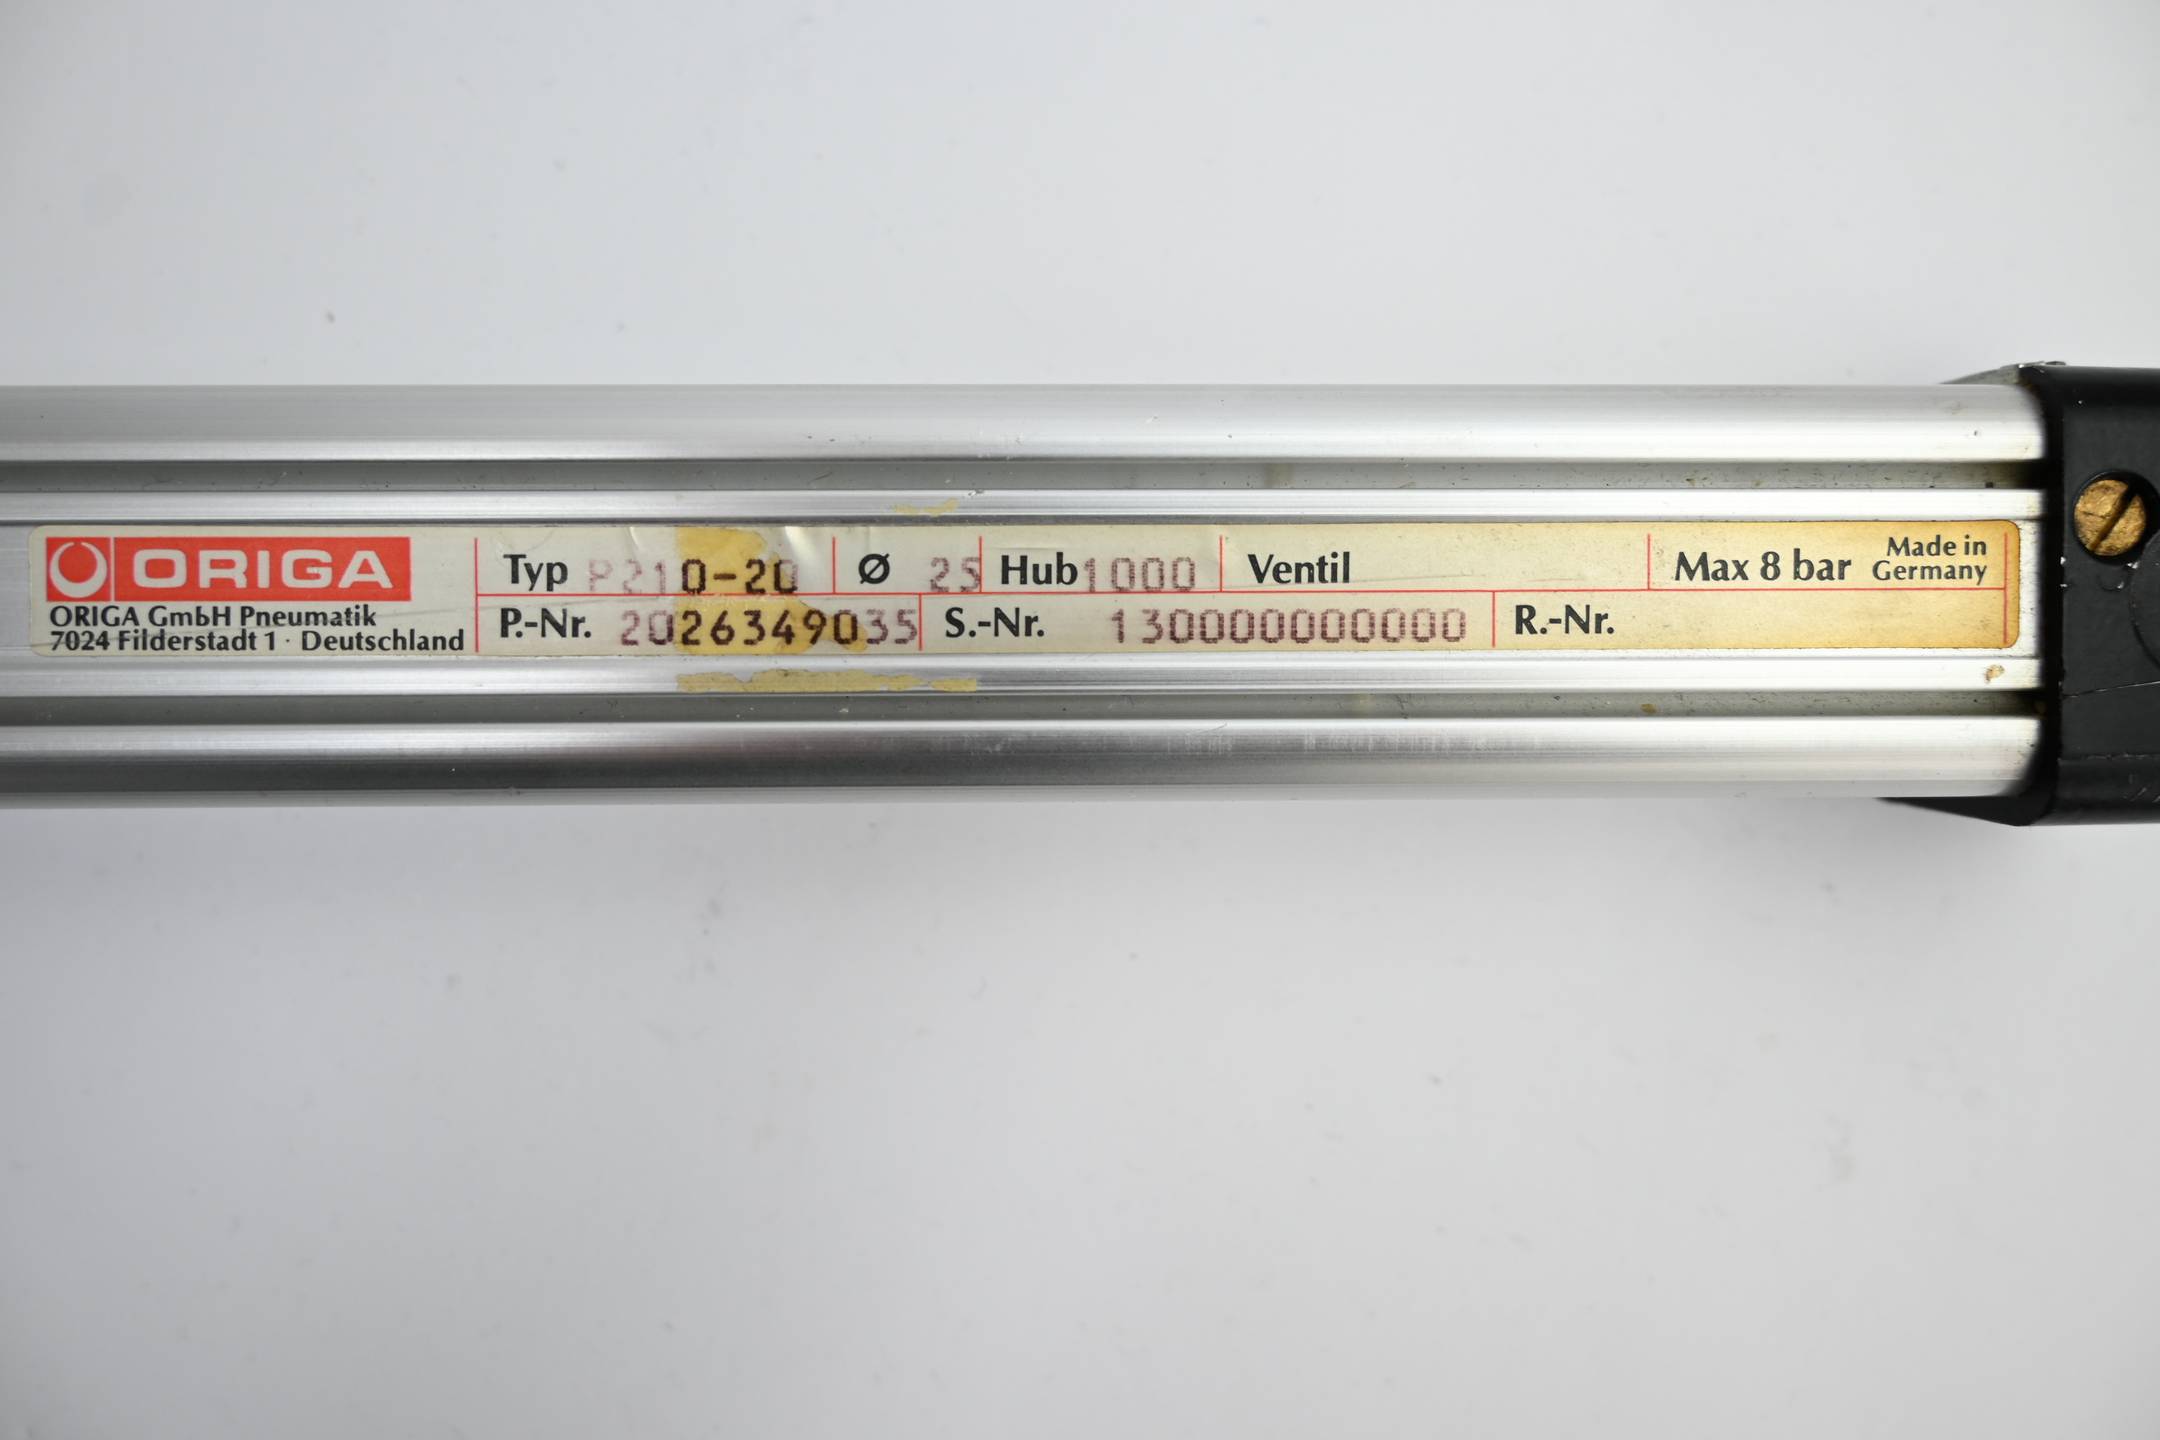 ORIGA
ORIGA GmbH Pneumatik
7024 Filderstadt 1 · Deutschland
Typ P210-20 Ø 25 Hub 1000 Ventil Max 8 bar Made in Germany
P.-Nr. 2026349035 S.-Nr. 130000000000 R.-Nr.